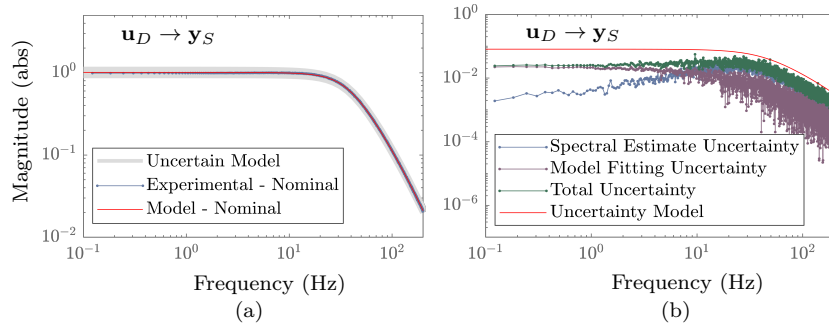 u_D → y_S
Magnitude (abs)
10^0
10^-1
10^-2
Uncertain Model
Experimental - Nominal
Model - Nominal
10^-1 10^0 10^1 10^2
Frequency (Hz)
(a)
u_D → y_S
10^0
10^-2
10^-4
10^-6
Spectral Estimate Uncertainty
Model Fitting Uncertainty
Total Uncertainty
Uncertainty Model
10^-1 10^0 10^1 10^2
Frequency (Hz)
(b)